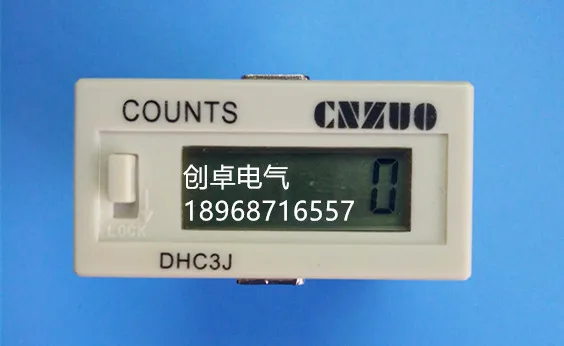 COUNTS CNZUO
创卓电气
18968716557
0
LOCK
DHC3J